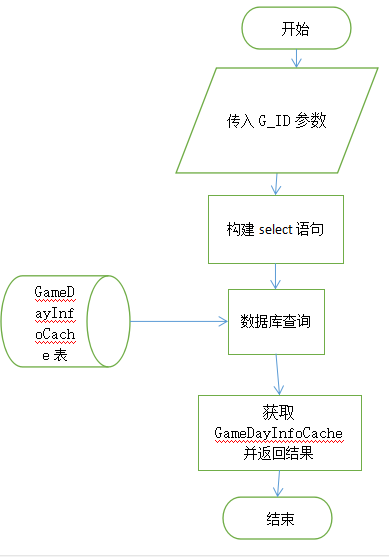 开始
传入 G_ID 参数
构建 select 语句
GameD
ayInf
oCach
e 表
数据库查询
获取
GameDayInfoCache
并返回结果
结束